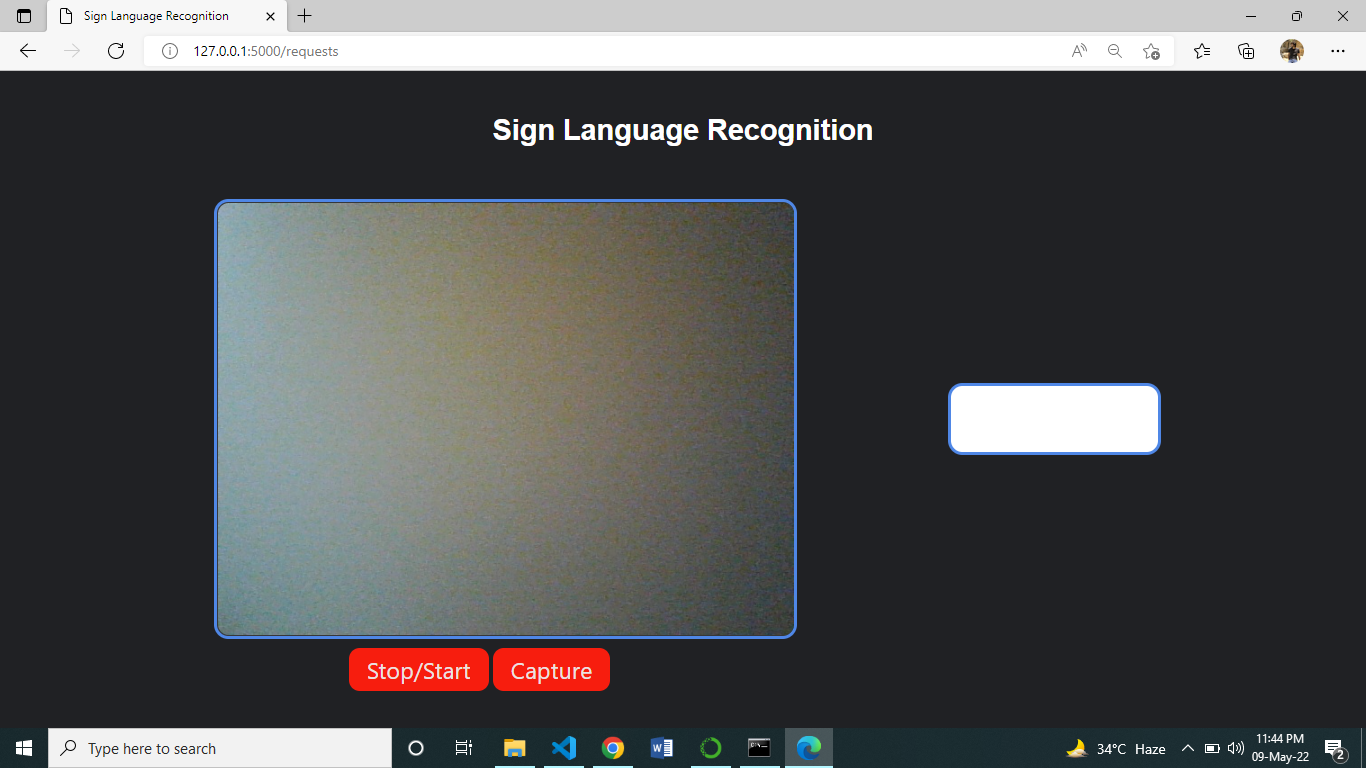 Sign Language Recognition
127.0.0.1:5000/requests
Sign Language Recognition
Stop/Start
Capture
Type here to search
34°C Haze
11:44 PM
09-May-22
2